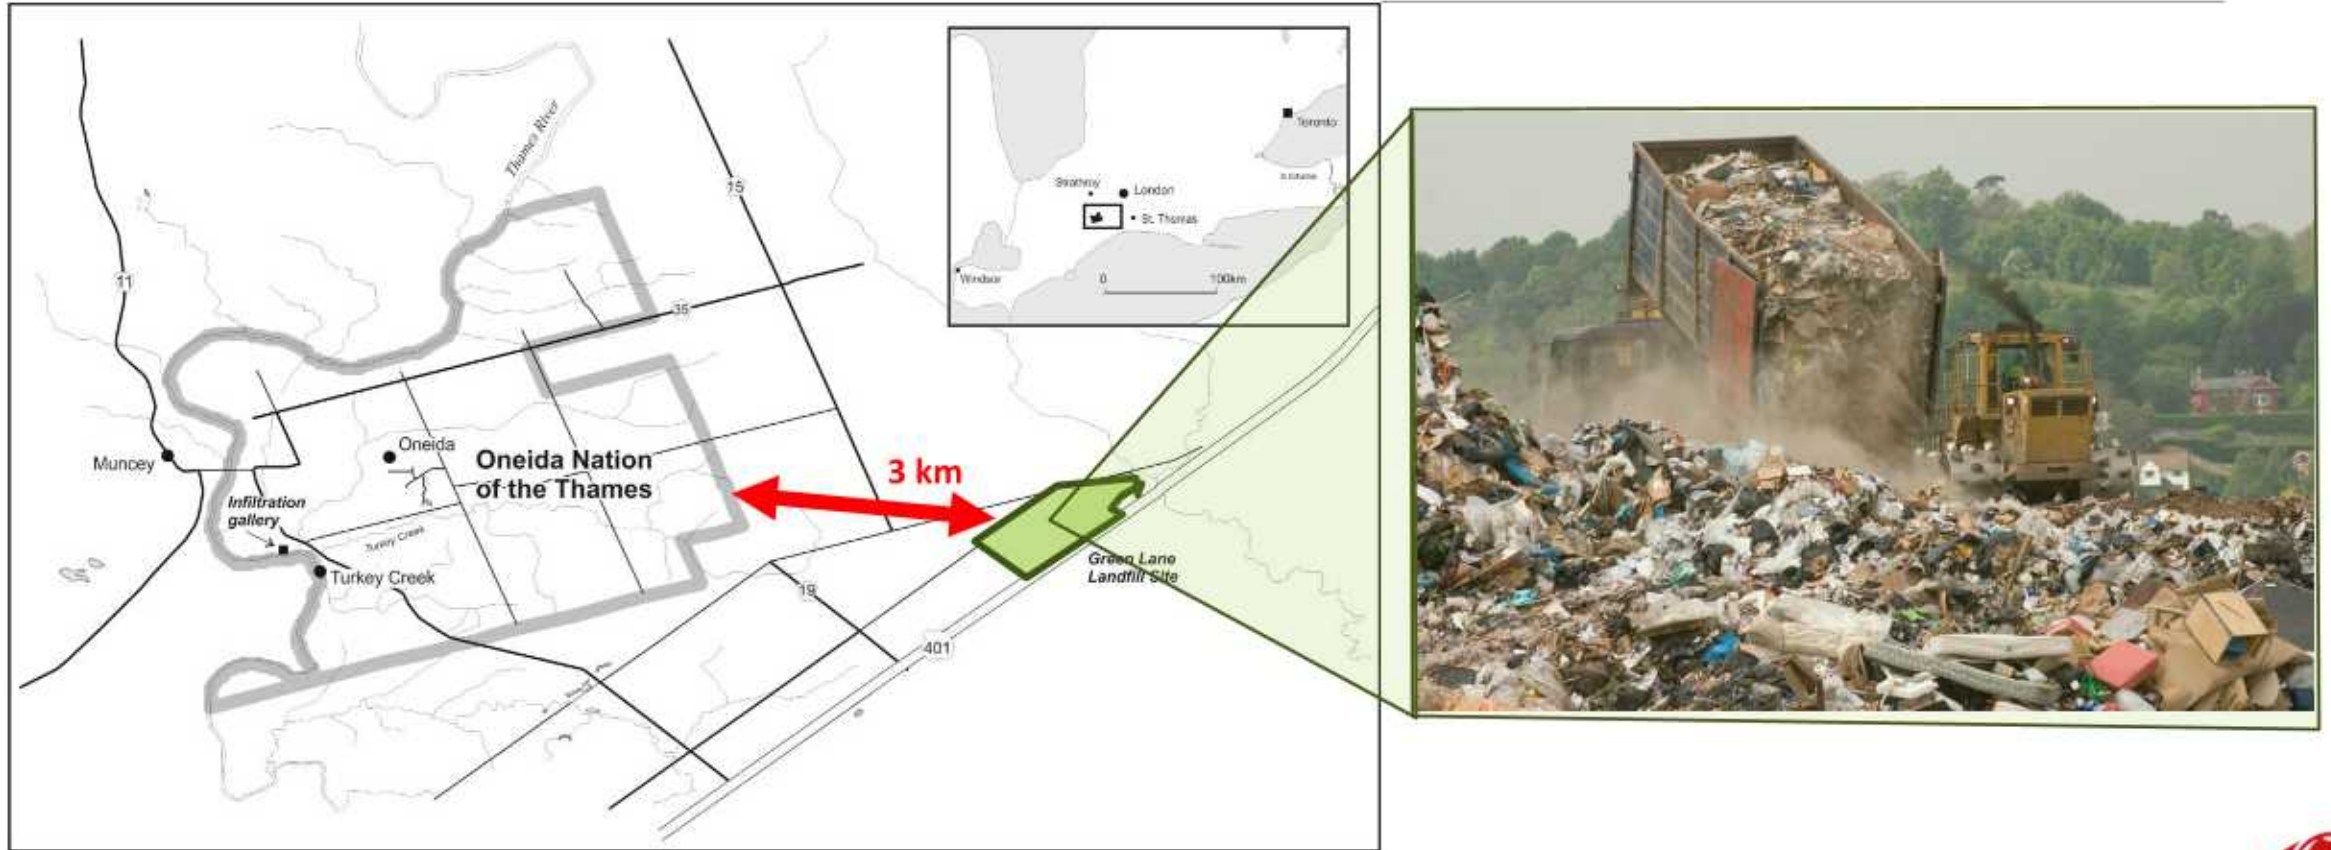 Thames River
15
11
35
Toronto
Strathroy
London
St. Thomas
Windsor
0
100km
3 km
Oneida
Oneida Nation
of the Thames
Muncey
Infiltration
gallery
Turkey Creek
Turkey Creek
Green Lane
Landfill Site
19
401